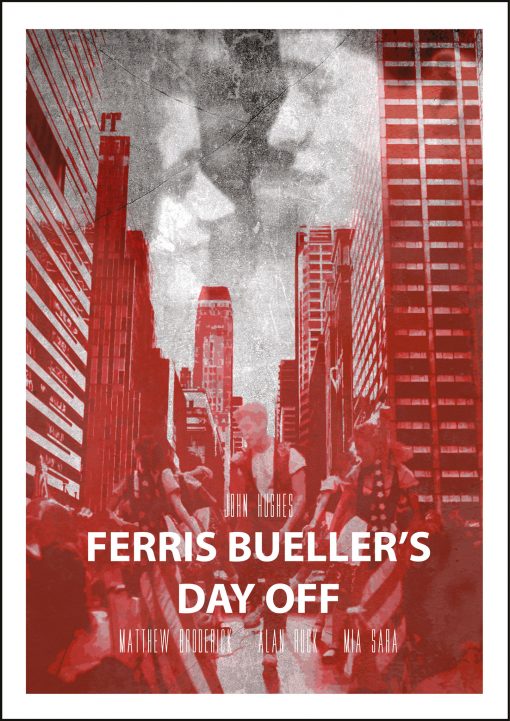 JOHN HUGHES
FERRIS BUELLER'S
DAY OFF
MATTHEW BRODERICK ALAN RUCK MIA SARA